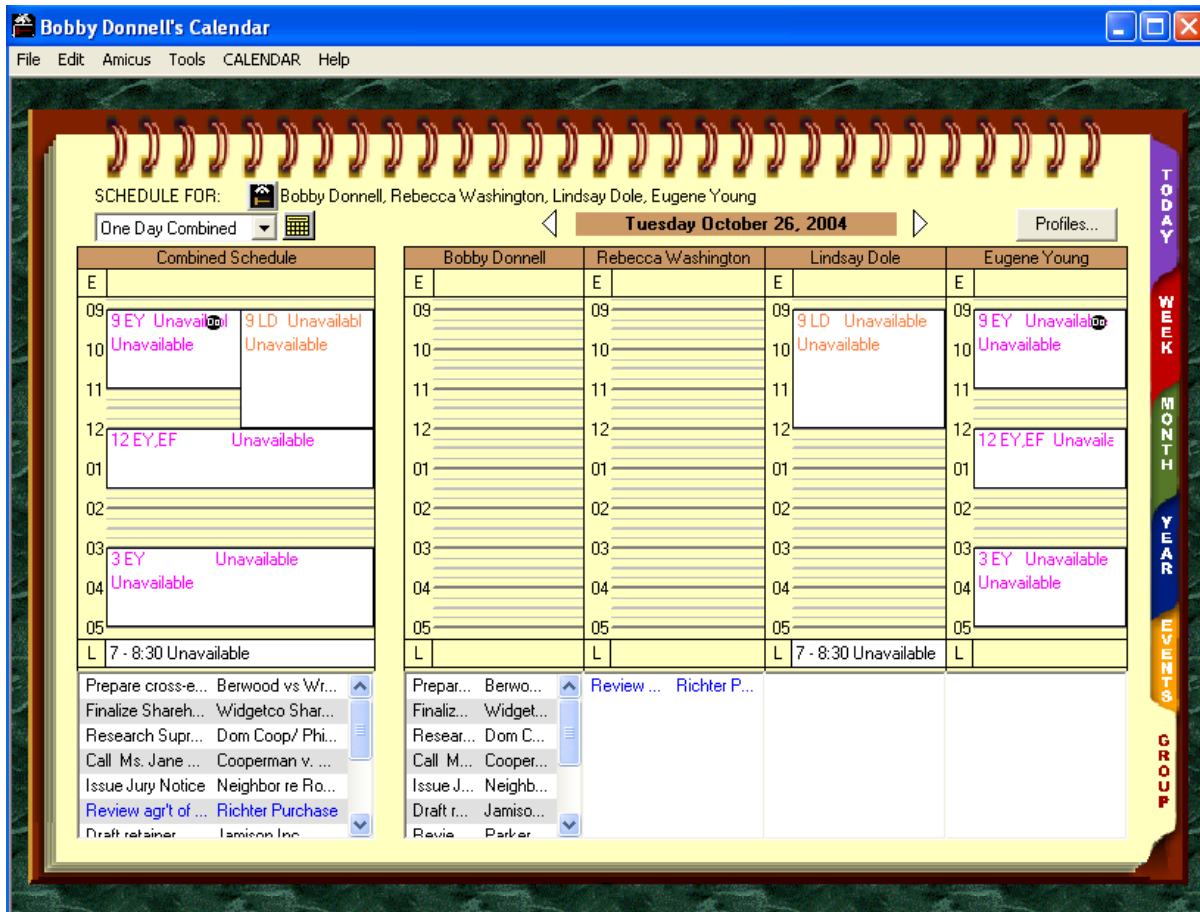 Bobby Donnell's Calendar
File Edit Amicus Tools CALENDAR Help
SCHEDULE FOR: Bobby Donnell, Rebecca Washington, Lindsay Dole, Eugene Young
One Day Combined
Tuesday October 26, 2004
Profiles...
Combined Schedule
E
09
10
11
12
01
02
03
04
05
9 EY Unavail
Unavailable
9 LD Unavailabl
Unavailable
12 EY,EF Unavailable
3 EY Unavailable
Unavailable
L 7 - 8:30 Unavailable
Prepare cross-e... Berwood vs Wr...
Finalize Shareh... Widgetco Shar...
Research Supr... Dom Coop/ Phi...
Call Ms. Jane ... Cooperman v. ...
Issue Jury Notice Neighbor re Ro...
Review agr't of ... Richter Purchase
Draft retainer Jamison Inc
Bobby Donnell
E
09
10
11
12
01
02
03
04
05
L
Prepar... Berwo...
Finaliz... Widget...
Resear... Dom C...
Call M... Cooper...
Issue J... Neighb...
Draft r... Jamiso...
Revie Parker
Rebecca Washington
E
09
10
11
12
01
02
03
04
05
L
Review ... Richter P...
Lindsay Dole
E
09
10
11
12
01
02
03
04
05
9 LD Unavailable
Unavailable
L 7 - 8:30 Unavailable
Eugene Young
E
09
10
11
12
01
02
03
04
05
9 EY Unavailab
Unavailable
12 EY,EF Unavaila
3 EY Unavailable
Unavailable
L
TODAY
WEEK
MONTH
YEAR
EVENTS
GROUP